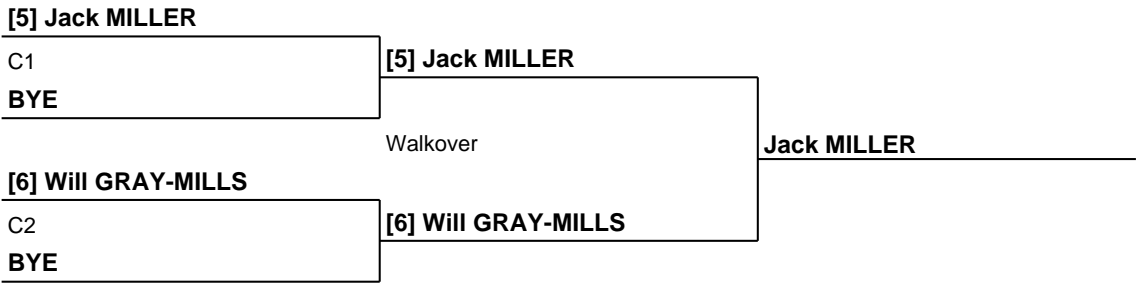 [5] Jack MILLER
C1
[5] Jack MILLER
BYE
Walkover
Jack MILLER
[6] Will GRAY-MILLS
C2
[6] Will GRAY-MILLS
BYE